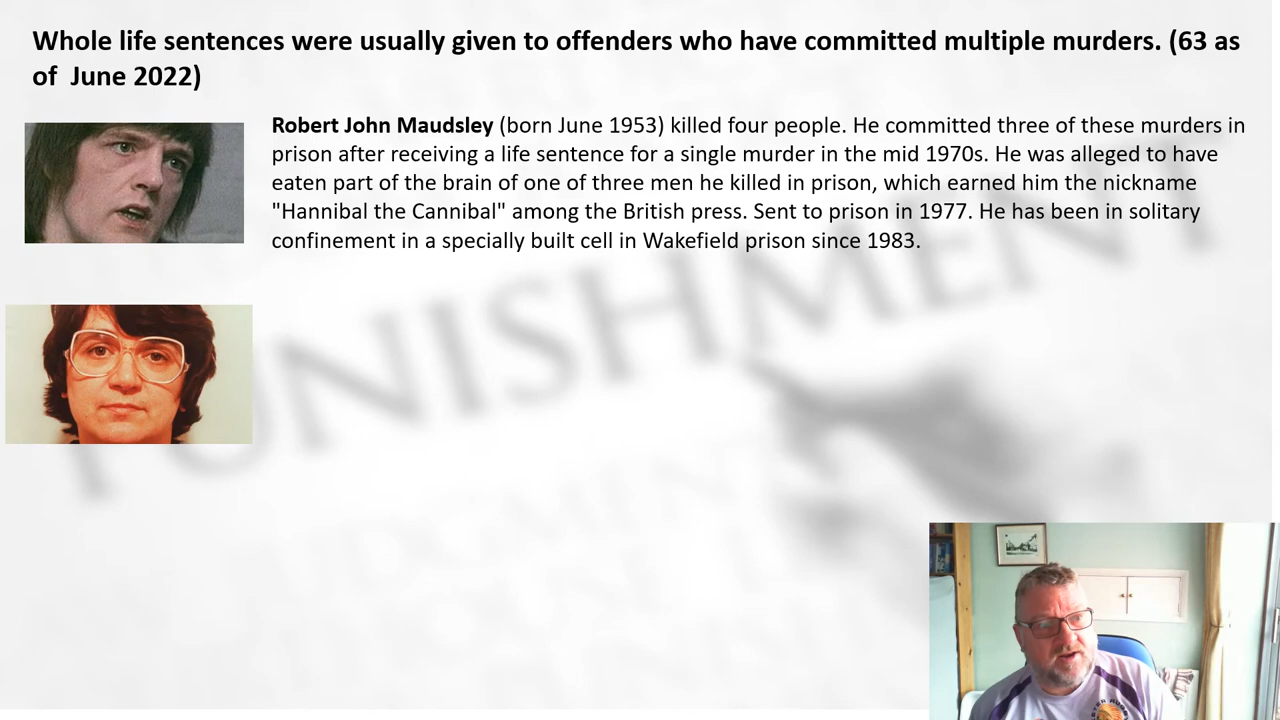 Whole life sentences were usually given to offenders who have committed multiple murders. (63 as
of June 2022)
Robert John Maudsley (born June 1953) killed four people. He committed three of these murders in
prison after receiving a life sentence for a single murder in the mid 1970s. He was alleged to have
eaten part of the brain of one of three men he killed in prison, which earned him the nickname
"Hannibal the Cannibal" among the British press. Sent to prison in 1977. He has been in solitary
confinement in a specially built cell in Wakefield prison since 1983.
PUNISHMENT